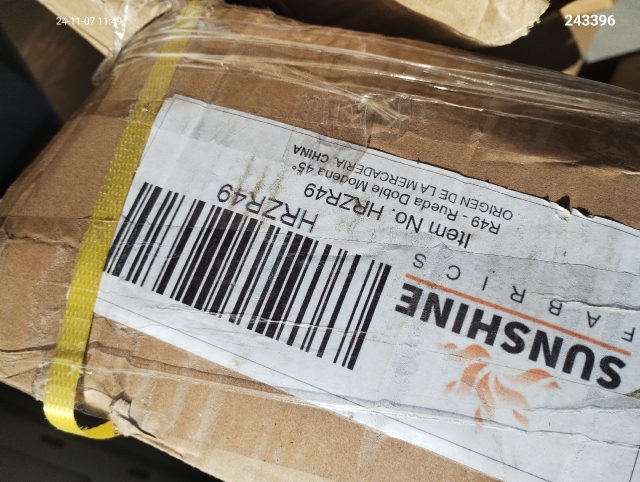 24-11-07 11:49
243396
SUNSHINE
FABRICS
HRZR49
Item No. HRZR49
R49 - Rueda Doble Modena 45°
ORIGEN DE LA MERCADERIA. CHINA